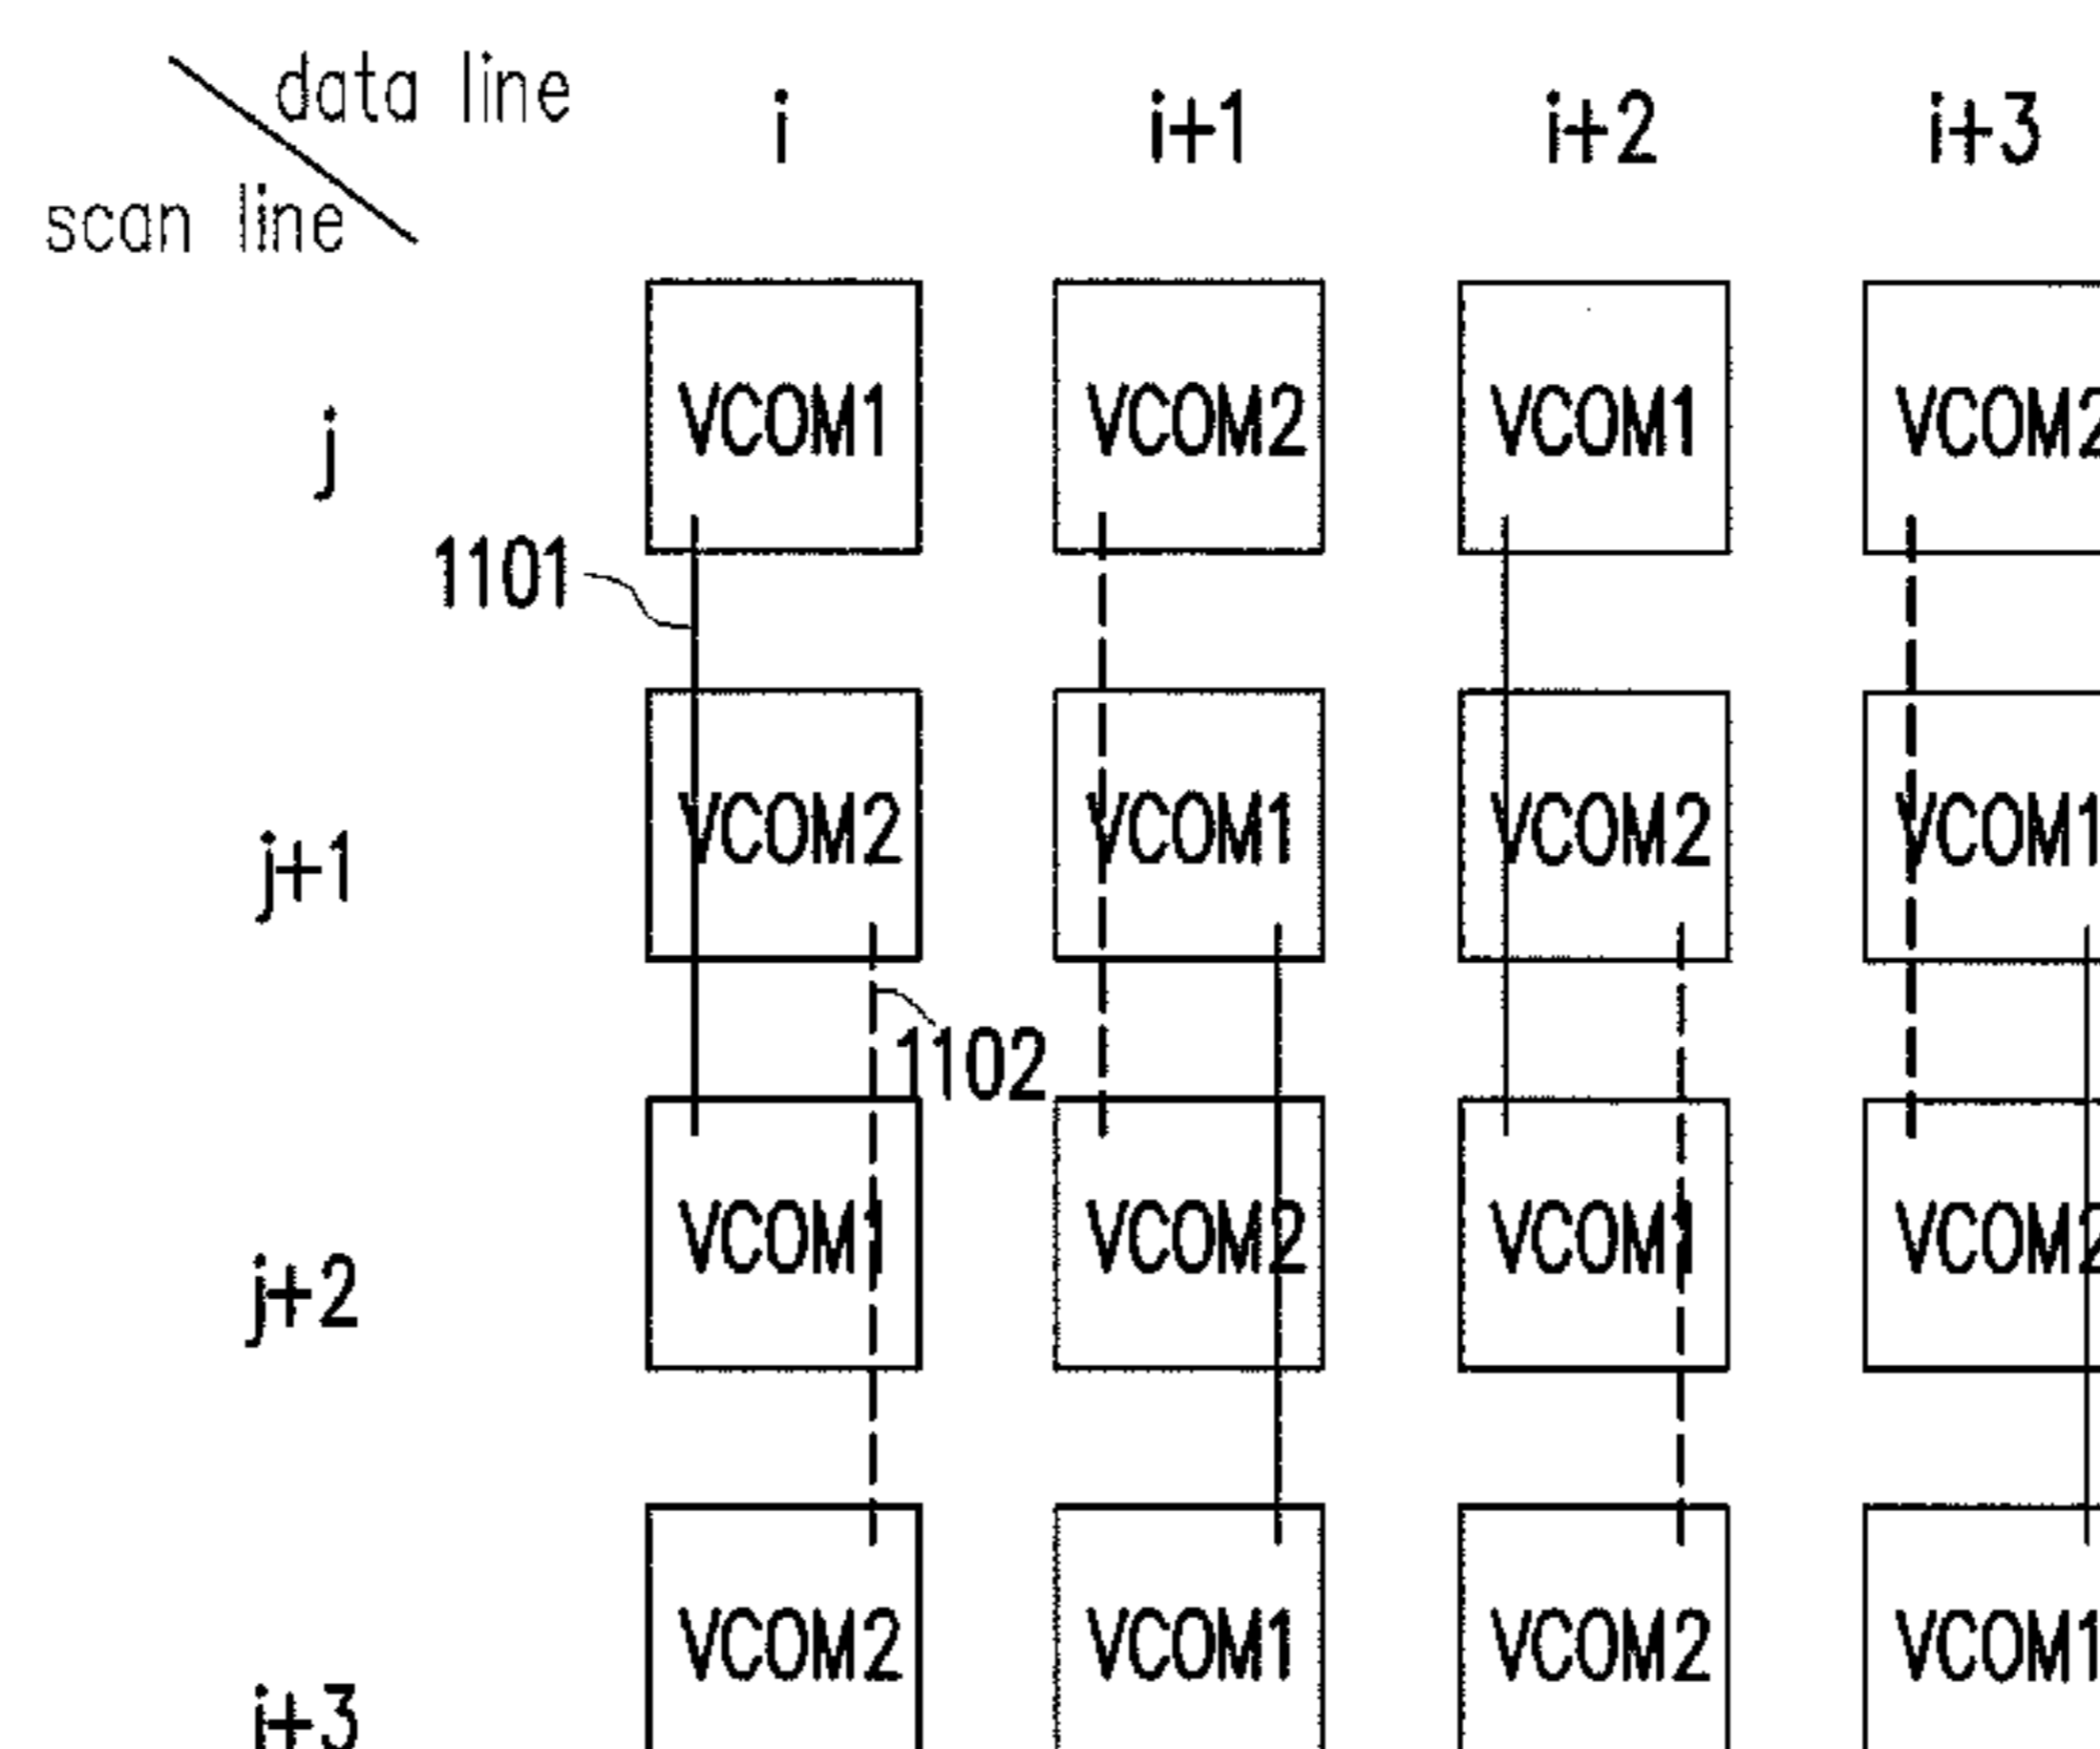 data line
scan line
i i+1 i+2 i+3
j VCOM1 VCOM2 VCOM1 VCOM2
1101
j+1 VCOM2 VCOM1 VCOM2 VCOM1
1102
j+2 VCOM1 VCOM2 VCOM1 VCOM2
j+3 VCOM2 VCOM1 VCOM2 VCOM1